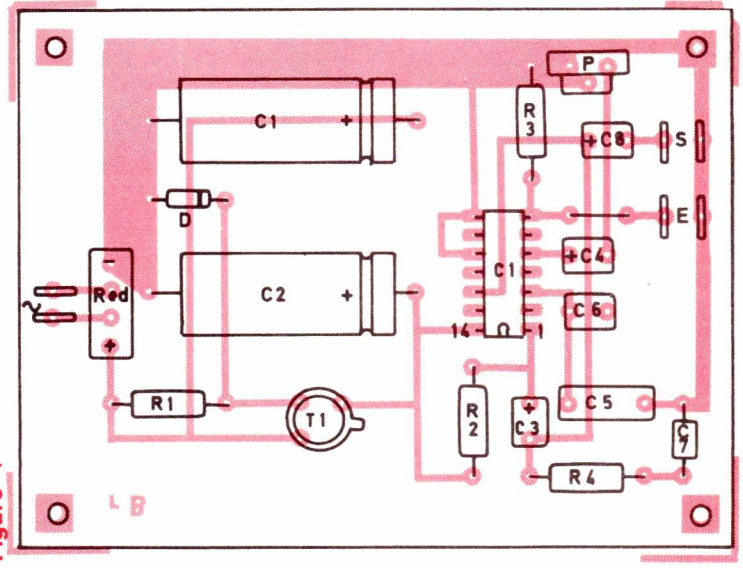 P
R
3
C1 +
+ C8
S
D
E
C1
+ C4
-
Red
C2 +
C6
~
14
1
+
R1
T1
R
2
+
C3
C5
C
7
R4
LB